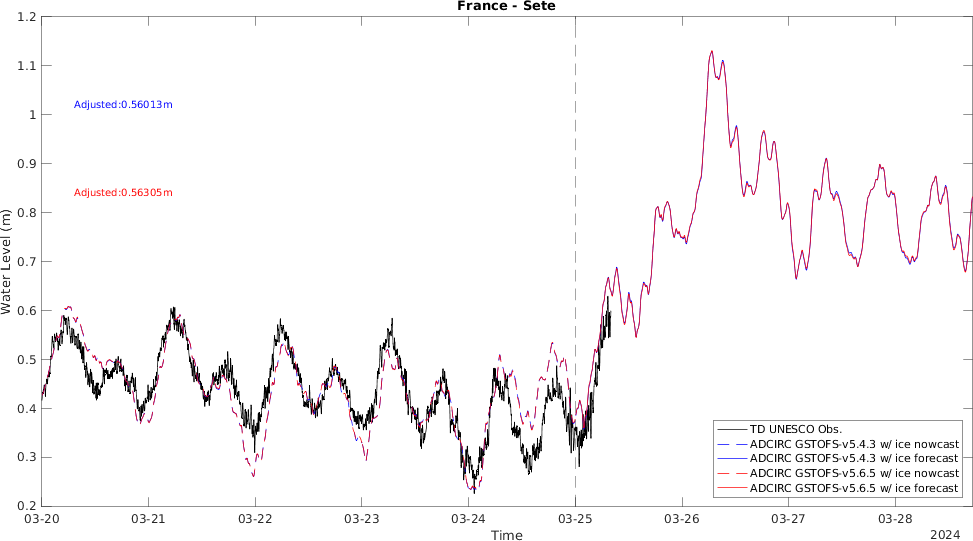 France - Sete
1.2
1.1
1
0.9
0.8
0.7
0.6
0.5
0.4
0.3
0.2
Water Level (m)
Adjusted:0.56013m
Adjusted:0.56305m
TD UNESCO Obs.
ADCIRC GSTOFS-v5.4.3 w/ ice nowcast
ADCIRC GSTOFS-v5.4.3 w/ ice forecast
ADCIRC GSTOFS-v5.6.5 w/ ice nowcast
ADCIRC GSTOFS-v5.6.5 w/ ice forecast
03-20 03-21 03-22 03-23 03-24 03-25 03-26 03-27 03-28
Time
2024